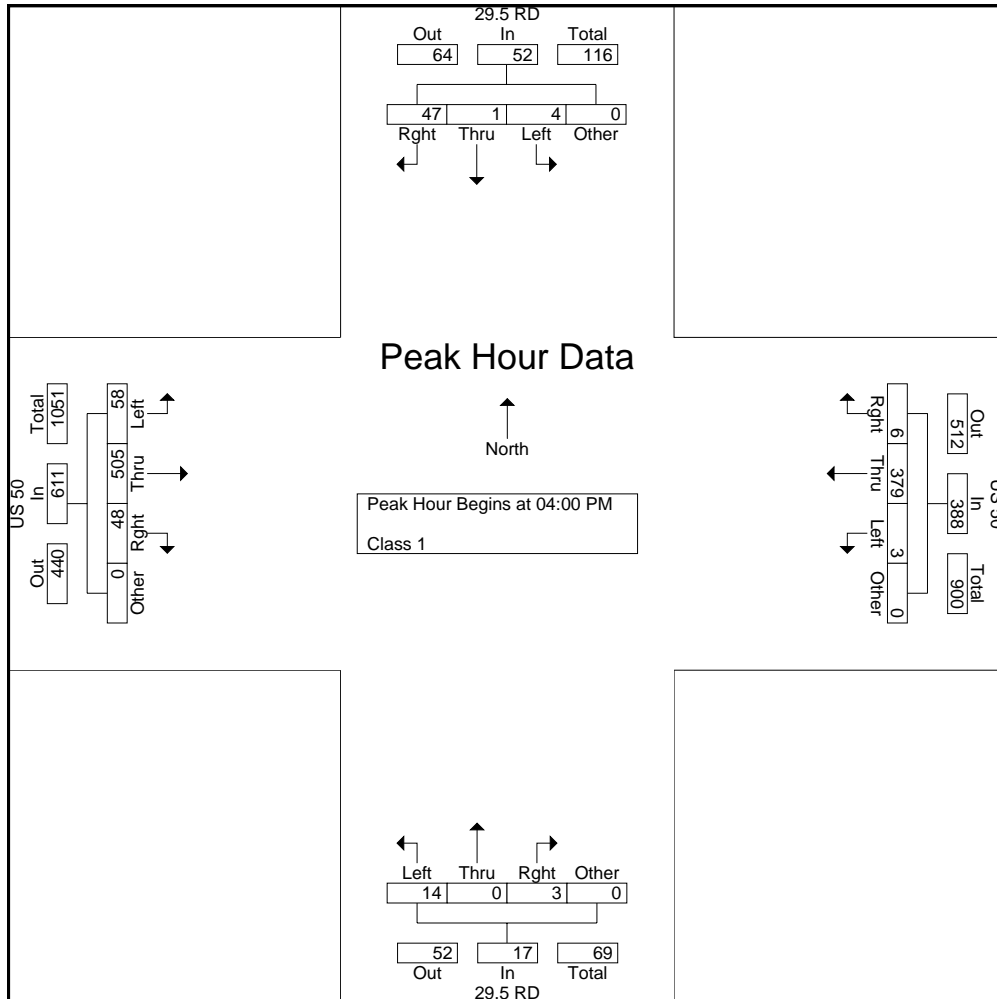 29.5 RD
Out In Total
64 52 116
47 1 4 0
Rght Thru Left Other
Peak Hour Data
North
Peak Hour Begins at 04:00 PM
Class 1
US 50
Total In Out
1051 611 440
58 505 48 0
Left Thru Rght Other
Out In Total
512 388 900
6 379 3 0
Rght Thru Left Other
Left Thru Rght Other
14 0 3 0
52 17 69
Out In Total
29.5 RD